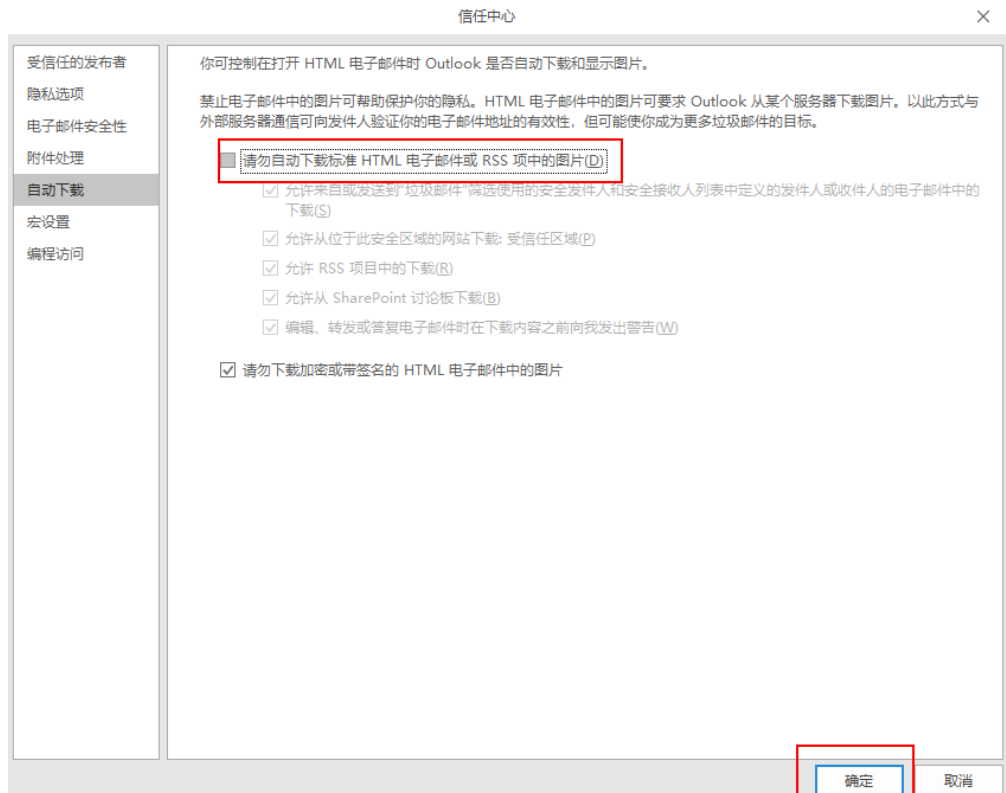 信任中心
受信任的发布者
隐私选项
电子邮件安全性
附件处理
自动下载
宏设置
编程访问
你可控制在打开 HTML 电子邮件时 Outlook 是否自动下载和显示图片。
禁止电子邮件中的图片可帮助保护你的隐私。HTML 电子邮件中的图片可要求 Outlook 从某个服务器下载图片。以此方式与
外部服务器通信可向发件人验证你的电子邮件地址的有效性，但可能使你成为更多垃圾邮件的目标。
请勿自动下载标准 HTML 电子邮件或 RSS 项中的图片(D)
允许来自或发送到"垃圾邮件"筛选使用的安全发件人和安全接收人列表中定义的发件人或收件人的电子邮件中的
下载(S)
允许从位于此安全区域的网站下载: 受信任区域(P)
允许 RSS 项目中的下载(R)
允许从 SharePoint 讨论板下载(B)
编辑、转发或答复电子邮件时在下载内容之前向我发出警告(W)
请勿下载加密或带签名的 HTML 电子邮件中的图片
确定
取消